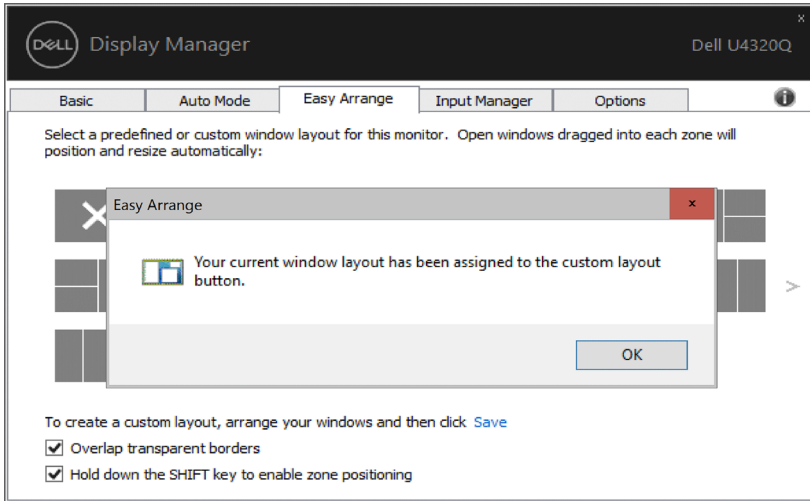 x
DELL Display Manager Dell U4320Q
Basic Auto Mode Easy Arrange Input Manager Options i
Select a predefined or custom window layout for this monitor. Open windows dragged into each zone will
position and resize automatically:
Easy Arrange x
Your current window layout has been assigned to the custom layout
button.
OK
>
To create a custom layout, arrange your windows and then click Save
Overlap transparent borders
Hold down the SHIFT key to enable zone positioning